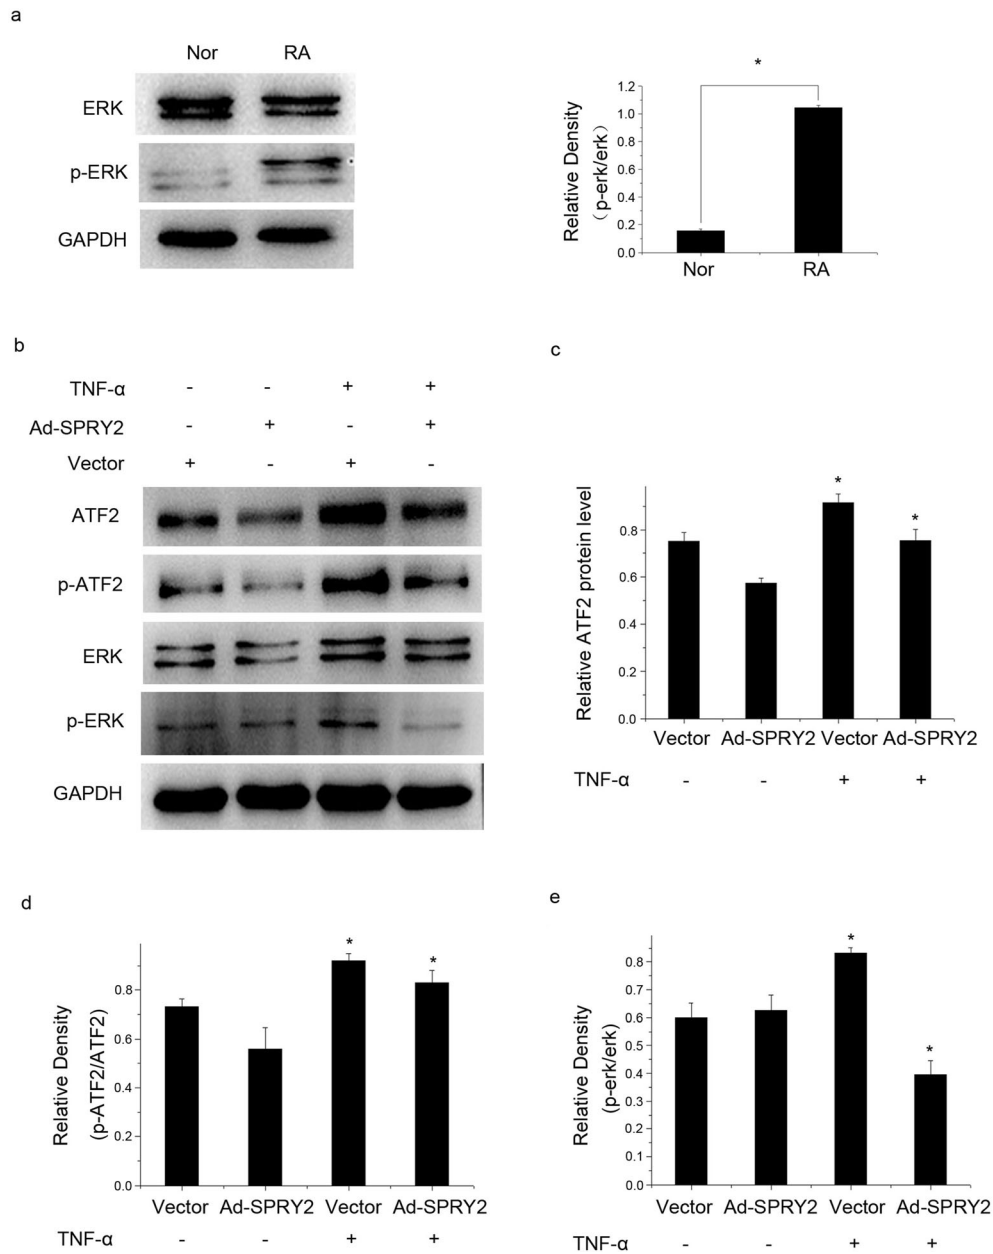 a
Nor RA
ERK
p-ERK
GAPDH
*
Relative Density
(p-erk/erk)
1.2
1.0
0.8
0.6
0.4
0.2
0.0
Nor RA
b
TNF-α - - + +
Ad-SPRY2 - + - +
Vector + - + -
ATF2
p-ATF2
ERK
p-ERK
GAPDH
c
Relative ATF2 protein level
0.8
0.6
0.4
0.2
0.0
* *
Vector Ad-SPRY2 Vector Ad-SPRY2
TNF-α - - + +
d
Relative Density
(p-ATF2/ATF2)
0.8
0.6
0.4
0.2
0.0
* *
Vector Ad-SPRY2 Vector Ad-SPRY2
TNF-α - - + +
e
Relative Density
(p-erk/erk)
0.8
0.7
0.6
0.5
0.4
0.3
0.2
0.1
0.0
* *
Vector Ad-SPRY2 Vector Ad-SPRY2
TNF-α - - + +